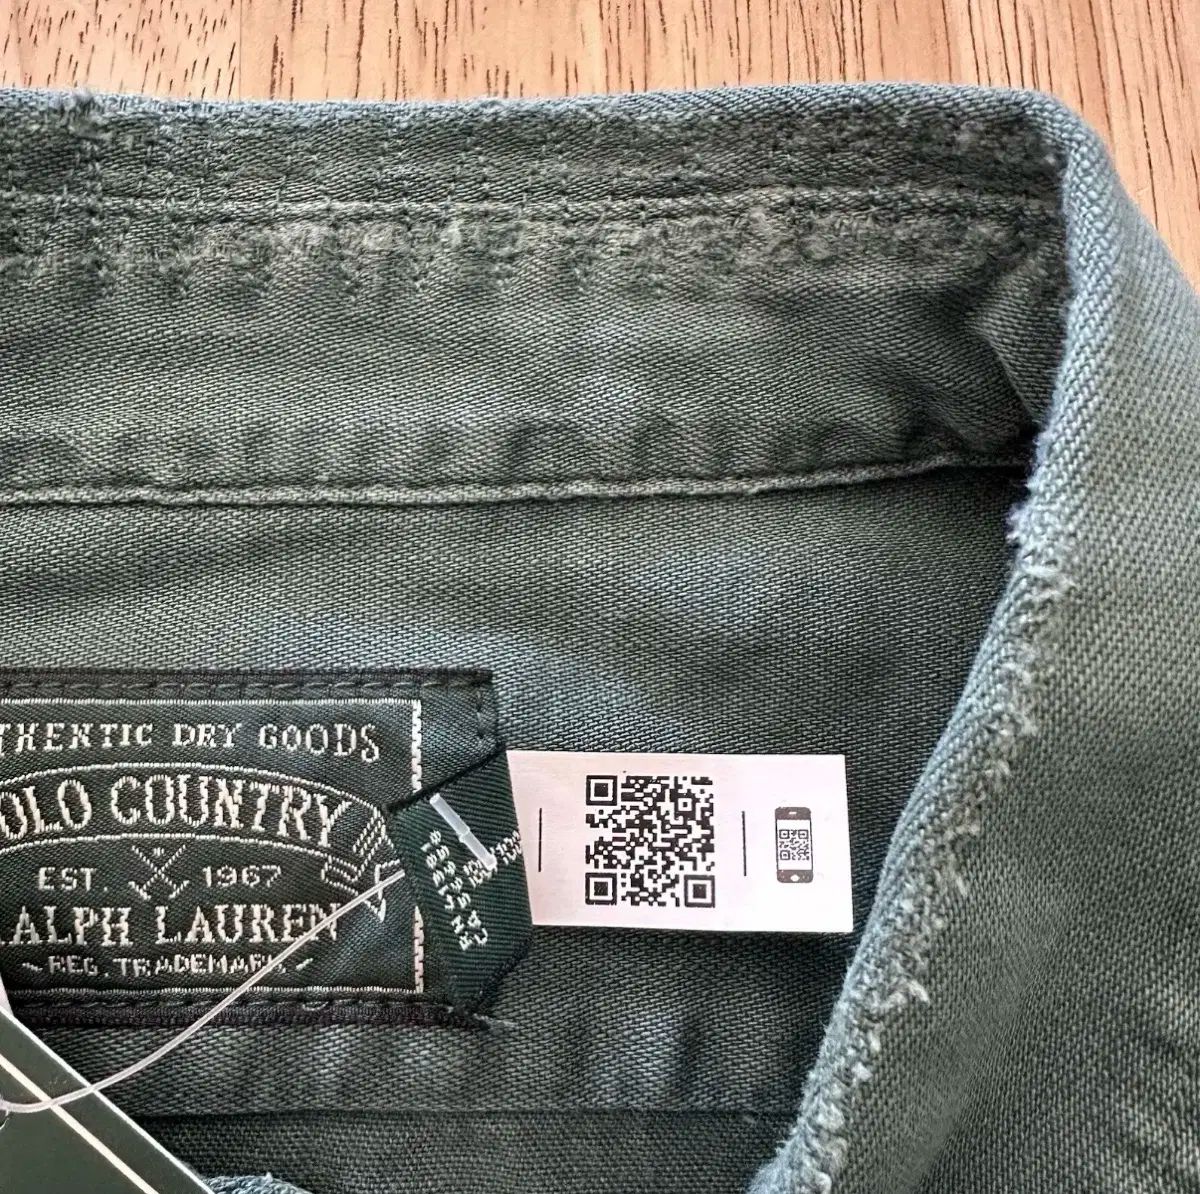 THENTIC DRY GOODS
OLO COUNTRY
EST 1967
ALPH LAUREN
REG. TRADEMARK